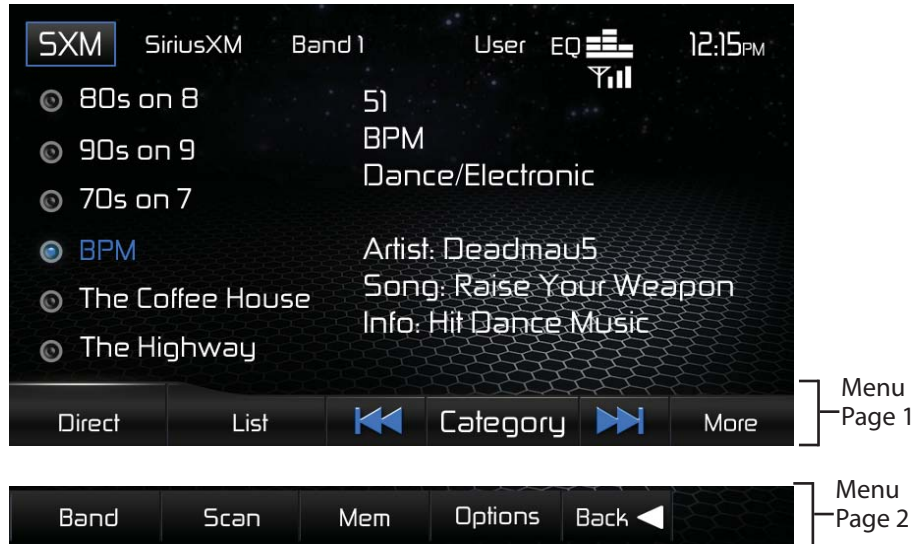 SXM SiriusXM Band 1 User EQ 12:15PM
80s on 8
90s on 9
70s on 7
BPM
The Coffee House
The Highway
51
BPM
Dance/Electronic
Artist: Deadmau5
Song: Raise Your Weapon
Info: Hit Dance Music
Direct List Category More
Menu
Page 1
Band Scan Mem Options Back
Menu
Page 2